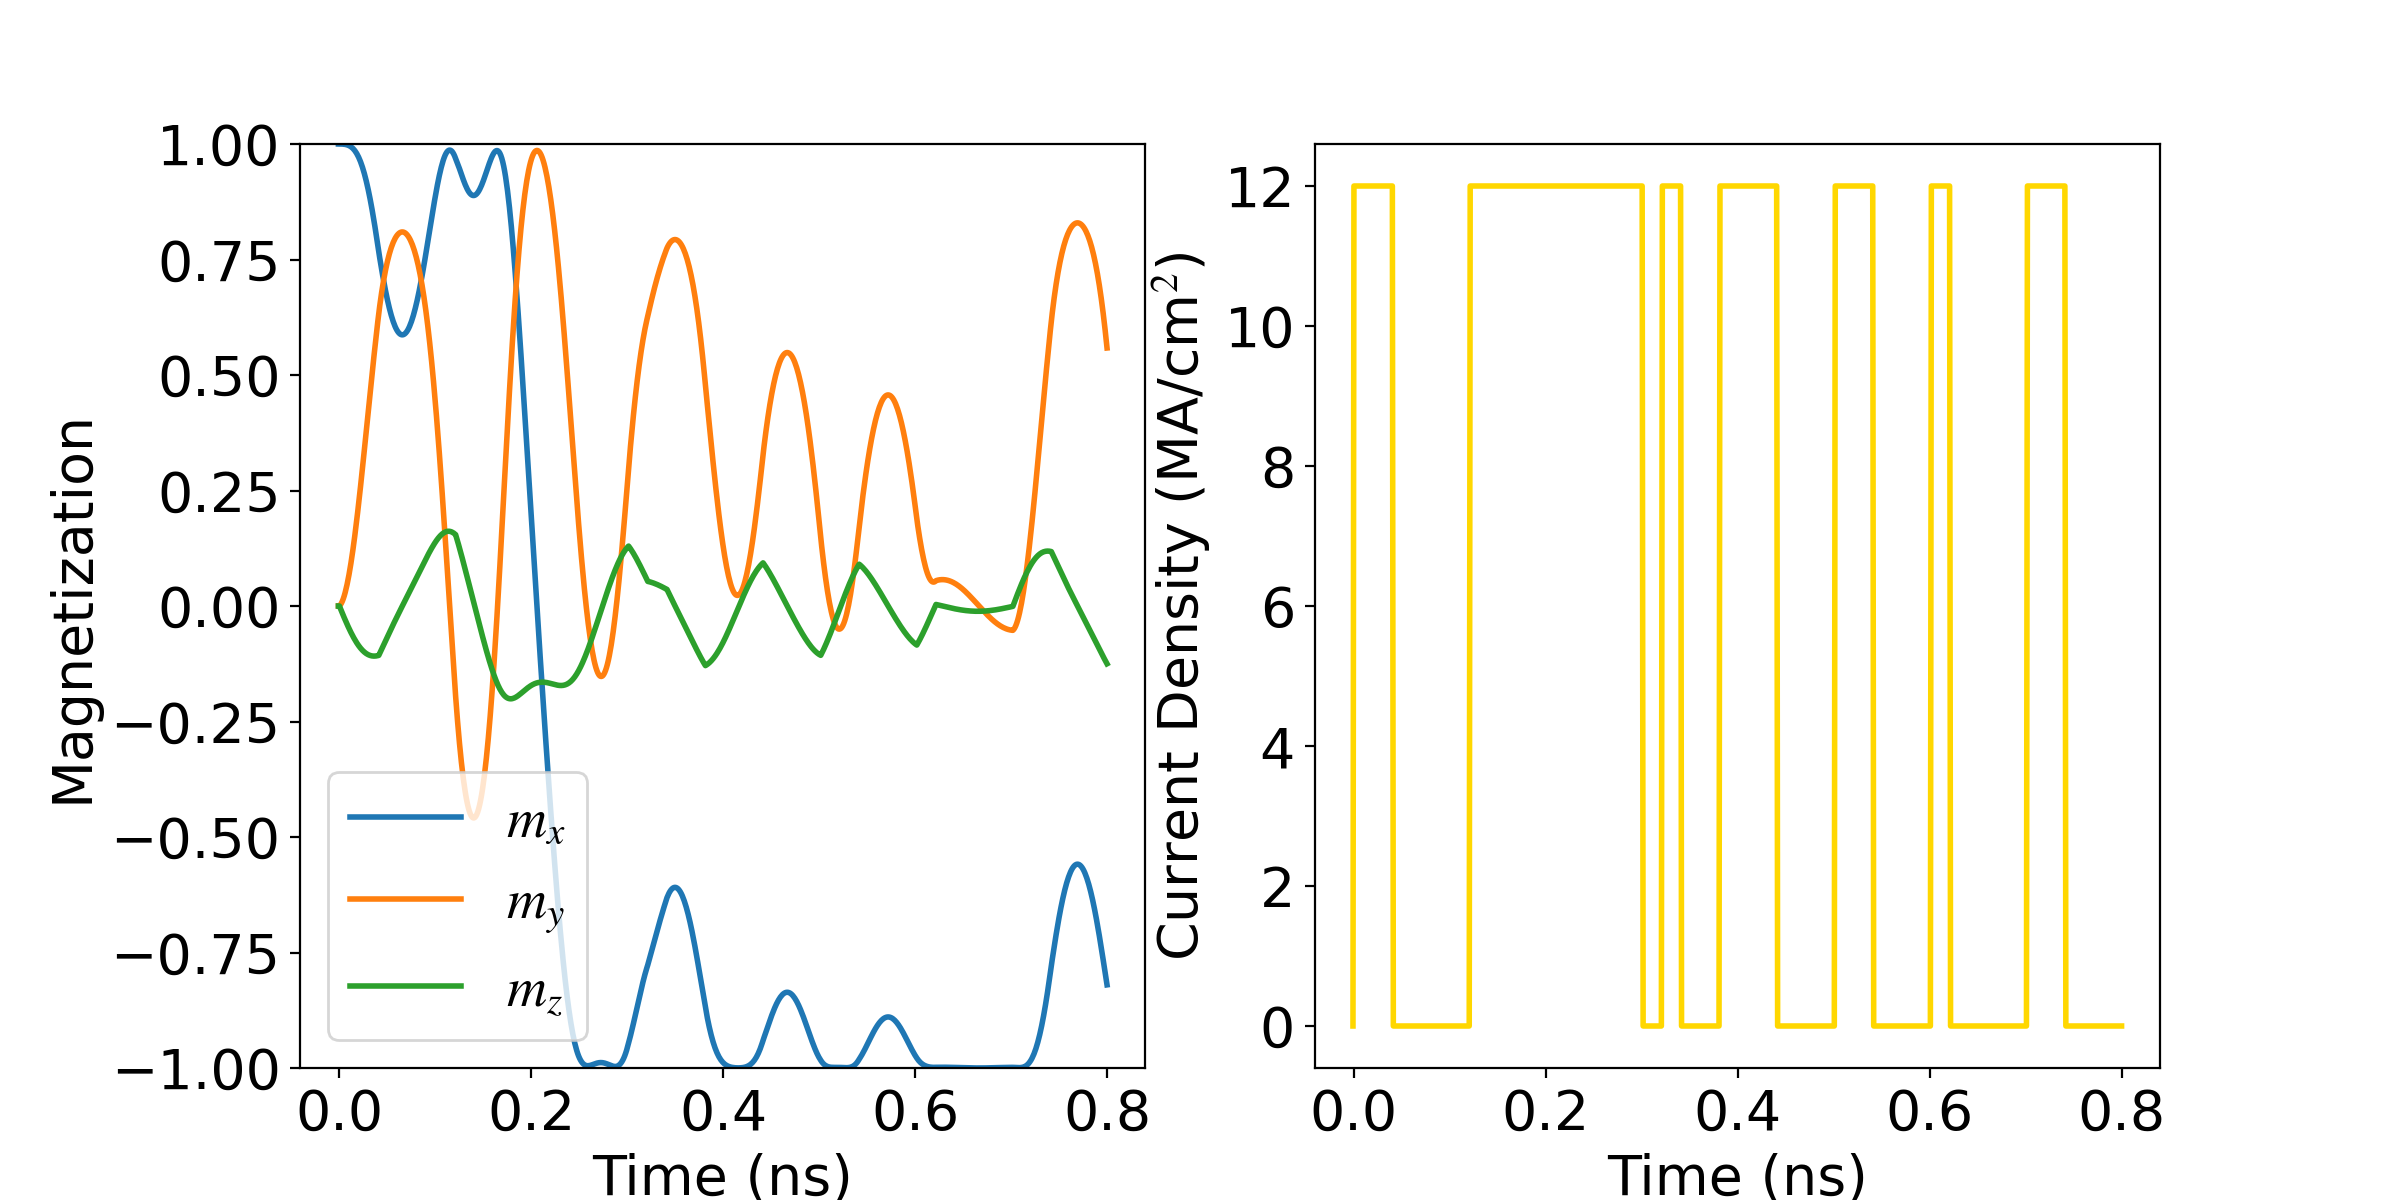 Magnetization
1.00
0.75
0.50
0.25
0.00
−0.25
−0.50
−0.75
−1.00
m_x
m_y
m_z
0.0 0.2 0.4 0.6 0.8
Time (ns)
Current Density (MA/cm²)
12
10
8
6
4
2
0
0.0 0.2 0.4 0.6 0.8
Time (ns)